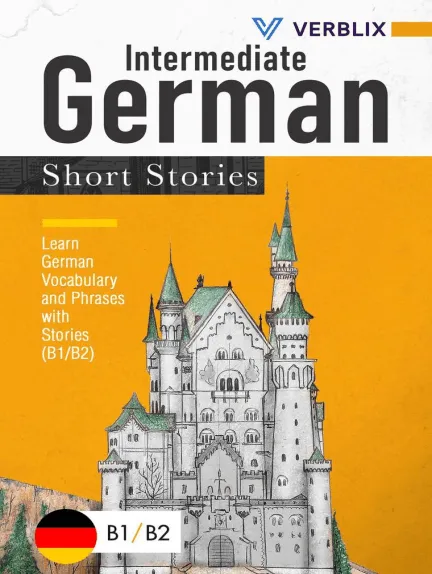 VERBLIX
Intermediate
German
Short Stories
Learn
German
Vocabulary
and Phrases
with
Stories
(B1/B2)
B1/B2